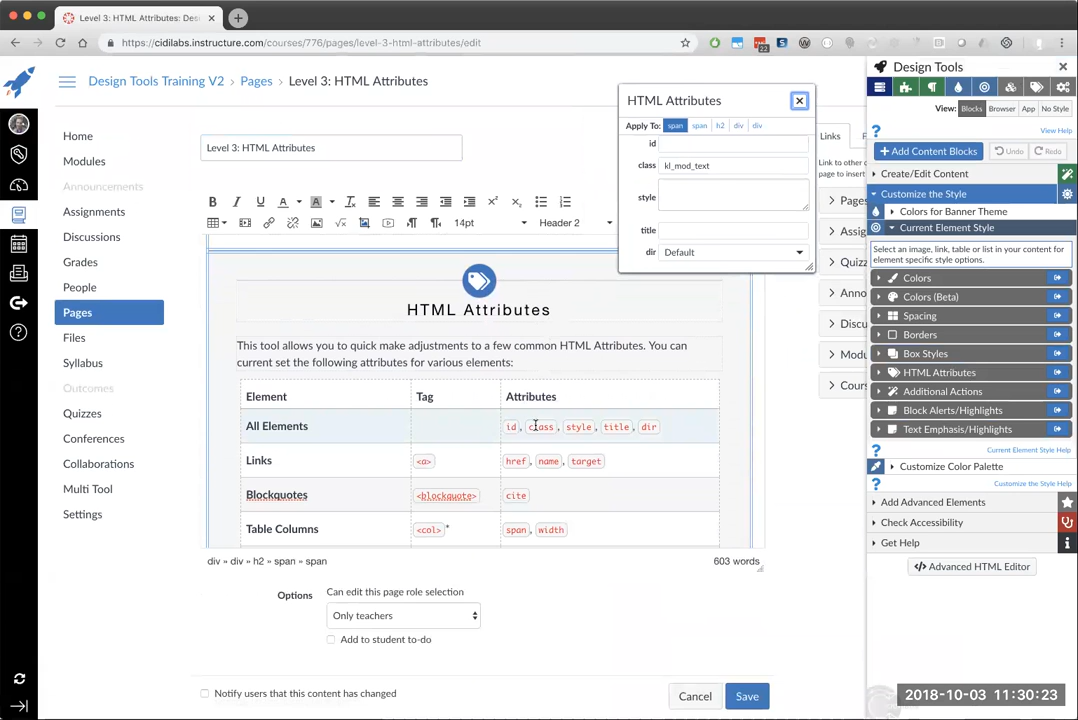 Level 3: HTML Attributes: Des
https://cidilabs.instructure.com/courses/776/pages/level-3-html-attributes/edit
22
Design Tools Training V2 > Pages > Level 3: HTML Attributes
Home
Modules
Announcements
Assignments
Discussions
Grades
People
Pages
Files
Syllabus
Outcomes
Quizzes
Conferences
Collaborations
Multi Tool
Settings
Level 3: HTML Attributes
14pt
Header 2
HTML Attributes
This tool allows you to quick make adjustments to a few common HTML Attributes. You can
current set the following attributes for various elements:
Element Tag Attributes
All Elements id, class, style, title, dir
Links <a> href, name, target
Blockquotes <blockquote> cite
Table Columns <col>* span, width
div » div » h2 » span » span
603 words
Options
Can edit this page role selection
Only teachers
Add to student to-do
Notify users that this content has changed
Cancel
Save
HTML Attributes
Apply To: span span h2 div div
id
class kl_mod_text
style
title
dir Default
Links
Link to other
page to insert
Pages
Assig
Quiz
Anno
Discu
Modu
Cours
Design Tools
View: Blocks Browser App No Style
View Help
+ Add Content Blocks
Undo
Redo
Create/Edit Content
Customize the Style
Colors for Banner Theme
Current Element Style
Select an image, link, table or list in your content for
element specific style options.
Colors
Colors (Beta)
Spacing
Borders
Box Styles
HTML Attributes
Additional Actions
Block Alerts/Highlights
Text Emphasis/Highlights
Current Element Style Help
Customize Color Palette
Customize the Style Help
Add Advanced Elements
Check Accessibility
Get Help
</> Advanced HTML Editor
2018-10-03 11:30:23